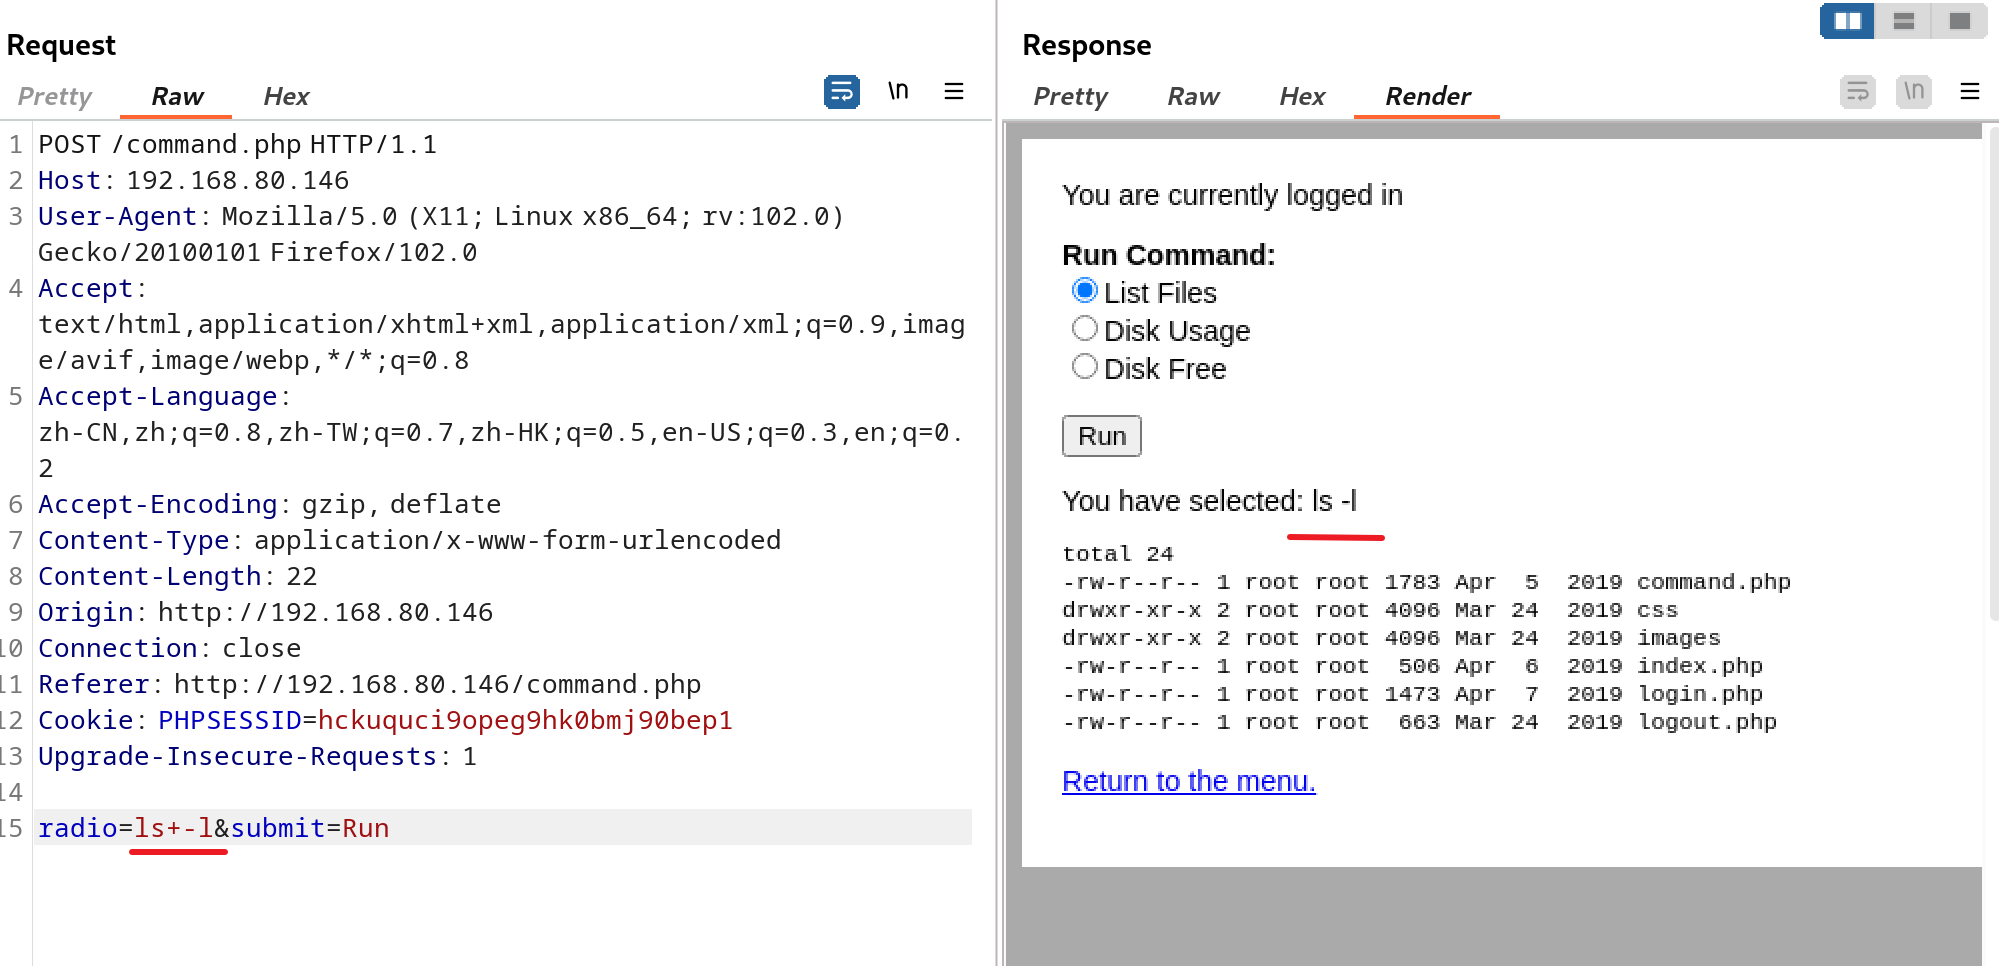 Request
Pretty Raw Hex \n
1 POST /command.php HTTP/1.1
2 Host: 192.168.80.146
3 User-Agent: Mozilla/5.0 (X11; Linux x86_64; rv:102.0)
Gecko/20100101 Firefox/102.0
4 Accept:
text/html,application/xhtml+xml,application/xml;q=0.9,imag
e/avif,image/webp,*/*;q=0.8
5 Accept-Language:
zh-CN,zh;q=0.8,zh-TW;q=0.7,zh-HK;q=0.5,en-US;q=0.3,en;q=0.
2
6 Accept-Encoding: gzip, deflate
7 Content-Type: application/x-www-form-urlencoded
8 Content-Length: 22
9 Origin: http://192.168.80.146
10 Connection: close
11 Referer: http://192.168.80.146/command.php
12 Cookie: PHPSESSID=hckuquci9opeg9hk0bmj90bep1
13 Upgrade-Insecure-Requests: 1
14
15 radio=ls+-l&submit=Run
Response
Pretty Raw Hex Render \n
You are currently logged in
Run Command:
List Files
Disk Usage
Disk Free
Run
You have selected: ls -l
total 24
-rw-r--r-- 1 root root 1783 Apr  5  2019 command.php
drwxr-xr-x 2 root root 4096 Mar 24  2019 css
drwxr-xr-x 2 root root 4096 Mar 24  2019 images
-rw-r--r-- 1 root root  506 Apr  6  2019 index.php
-rw-r--r-- 1 root root 1473 Apr  7  2019 login.php
-rw-r--r-- 1 root root  663 Mar 24  2019 logout.php
Return to the menu.